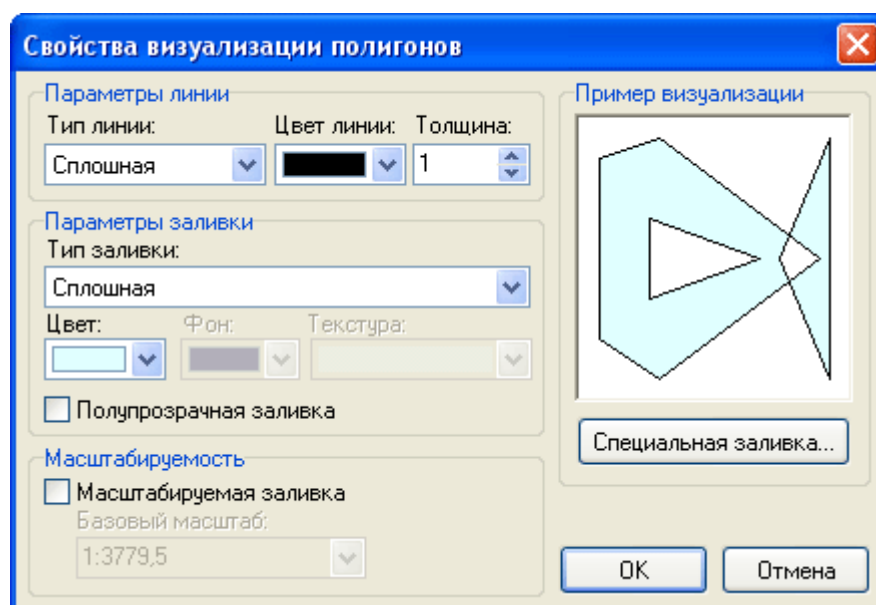 Свойства визуализации полигонов
Параметры линии
Тип линии: Цвет линии: Толщина:
Сплошная 1
Параметры заливки
Тип заливки:
Сплошная
Цвет: Фон: Текстура:
Полупрозрачная заливка
Масштабируемость
Масштабируемая заливка
Базовый масштаб:
1:3779,5
Пример визуализации
Специальная заливка...
ОК Отмена